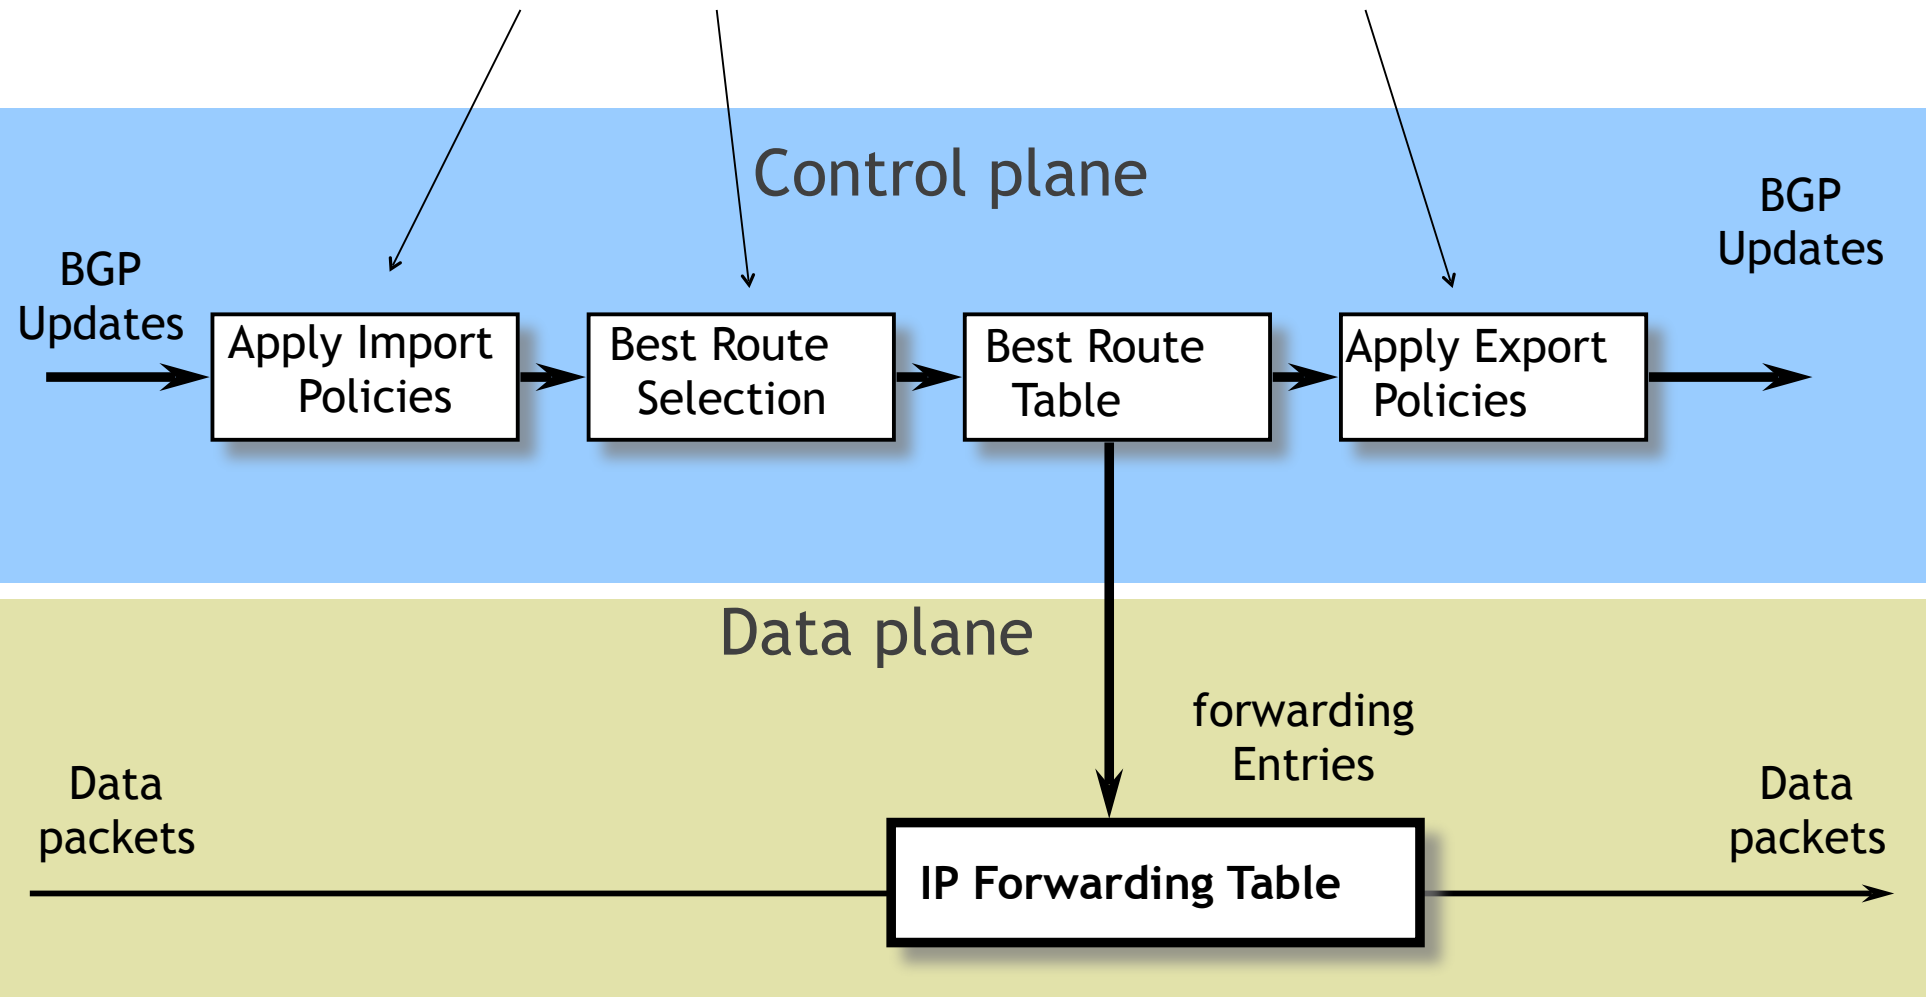 Control plane
BGP
Updates
BGP
Updates
Apply Import
Policies
Best Route
Selection
Best Route
Table
Apply Export
Policies
Data plane
forwarding
Entries
Data
packets
Data
packets
IP Forwarding Table